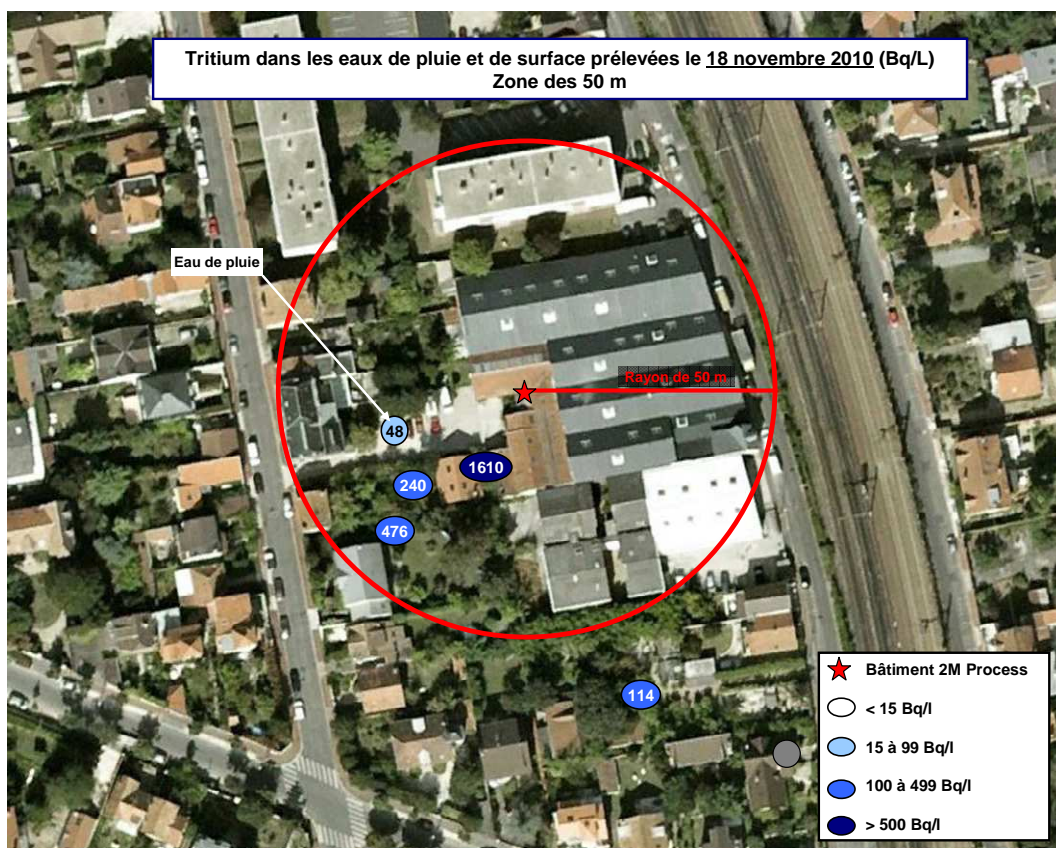 Tritium dans les eaux de pluie et de surface prélevées le 18 novembre 2010 (Bq/L)
Zone des 50 m
Eau de pluie
Rayon de 50 m
48
1610
240
476
114
Bâtiment 2M Process
< 15 Bq/l
15 à 99 Bq/l
100 à 499 Bq/l
> 500 Bq/l